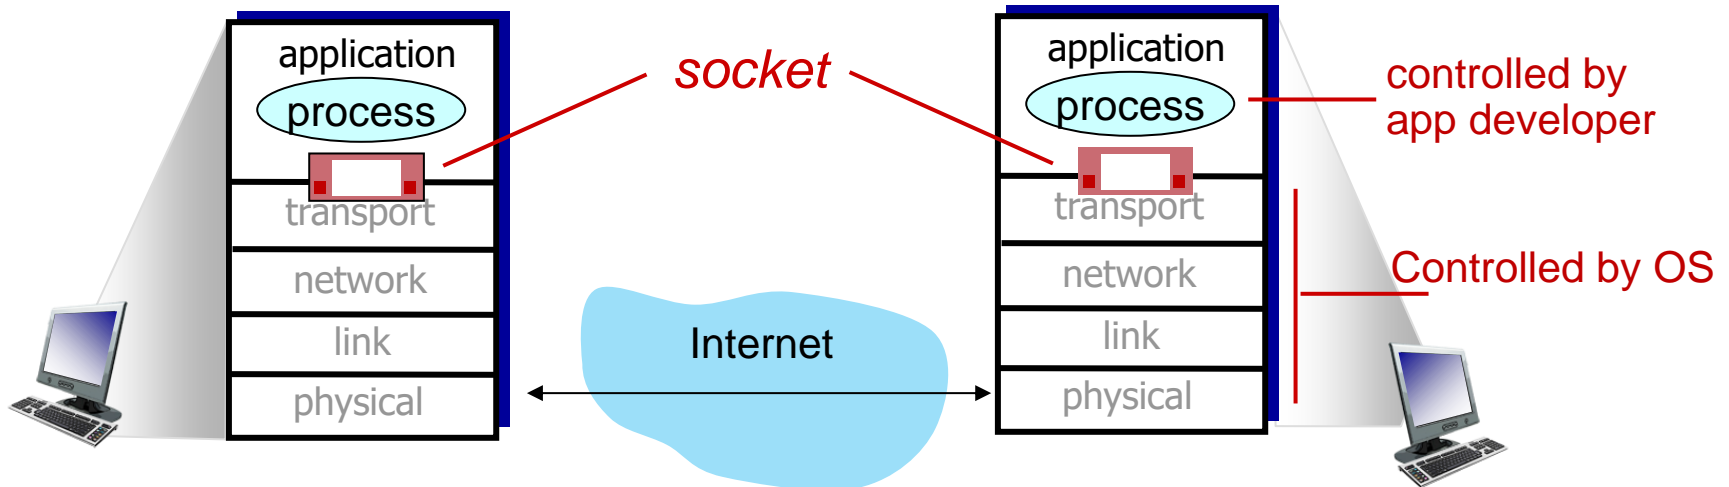 application
process
transport
network
link
physical
socket
Internet
application
process
transport
network
link
physical
controlled by
app developer
Controlled by OS